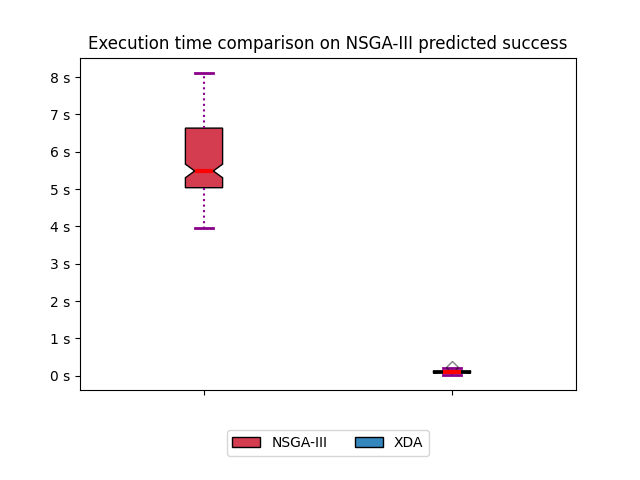 Execution time comparison on NSGA-III predicted success
8 s
7 s
6 s
5 s
4 s
3 s
2 s
1 s
0 s
NSGA-III XDA